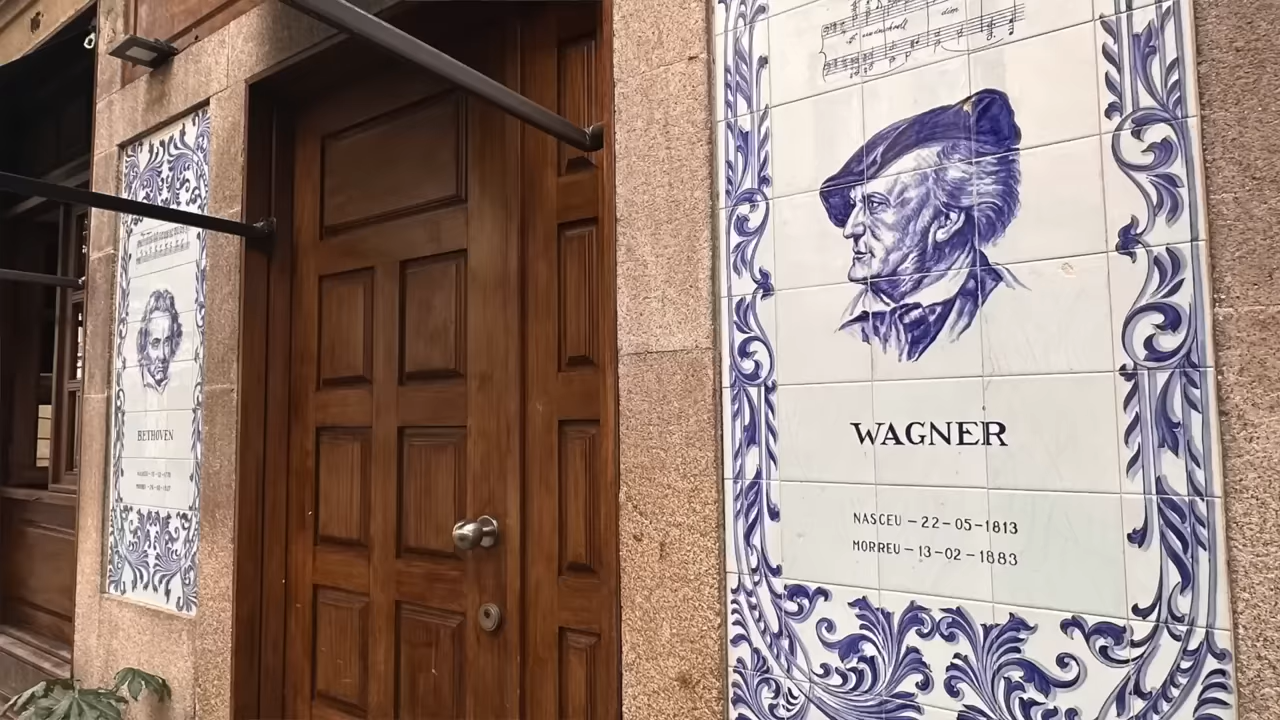 BETHOVEN
WAGNER
NASCEU - 22-05-1813
MORREU - 13-02-1883